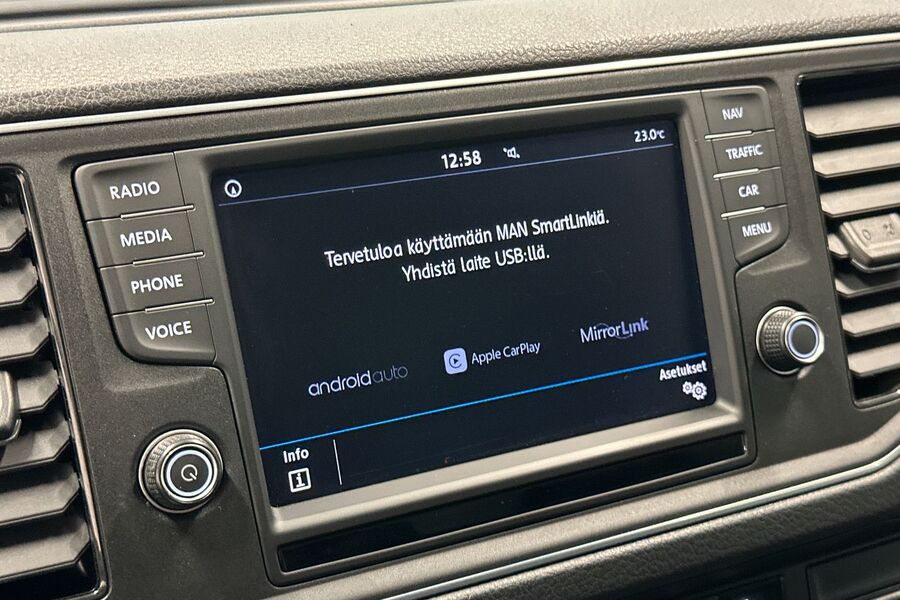 RADIO
MEDIA
PHONE
VOICE
12:58
23.0°C
Tervetuloa käyttämään MAN SmartLinkiä.
Yhdistä laite USB:llä.
androidauto
Apple CarPlay
MirrorLink
Info
i
Asetukset
NAV
TRAFFIC
CAR
MENU